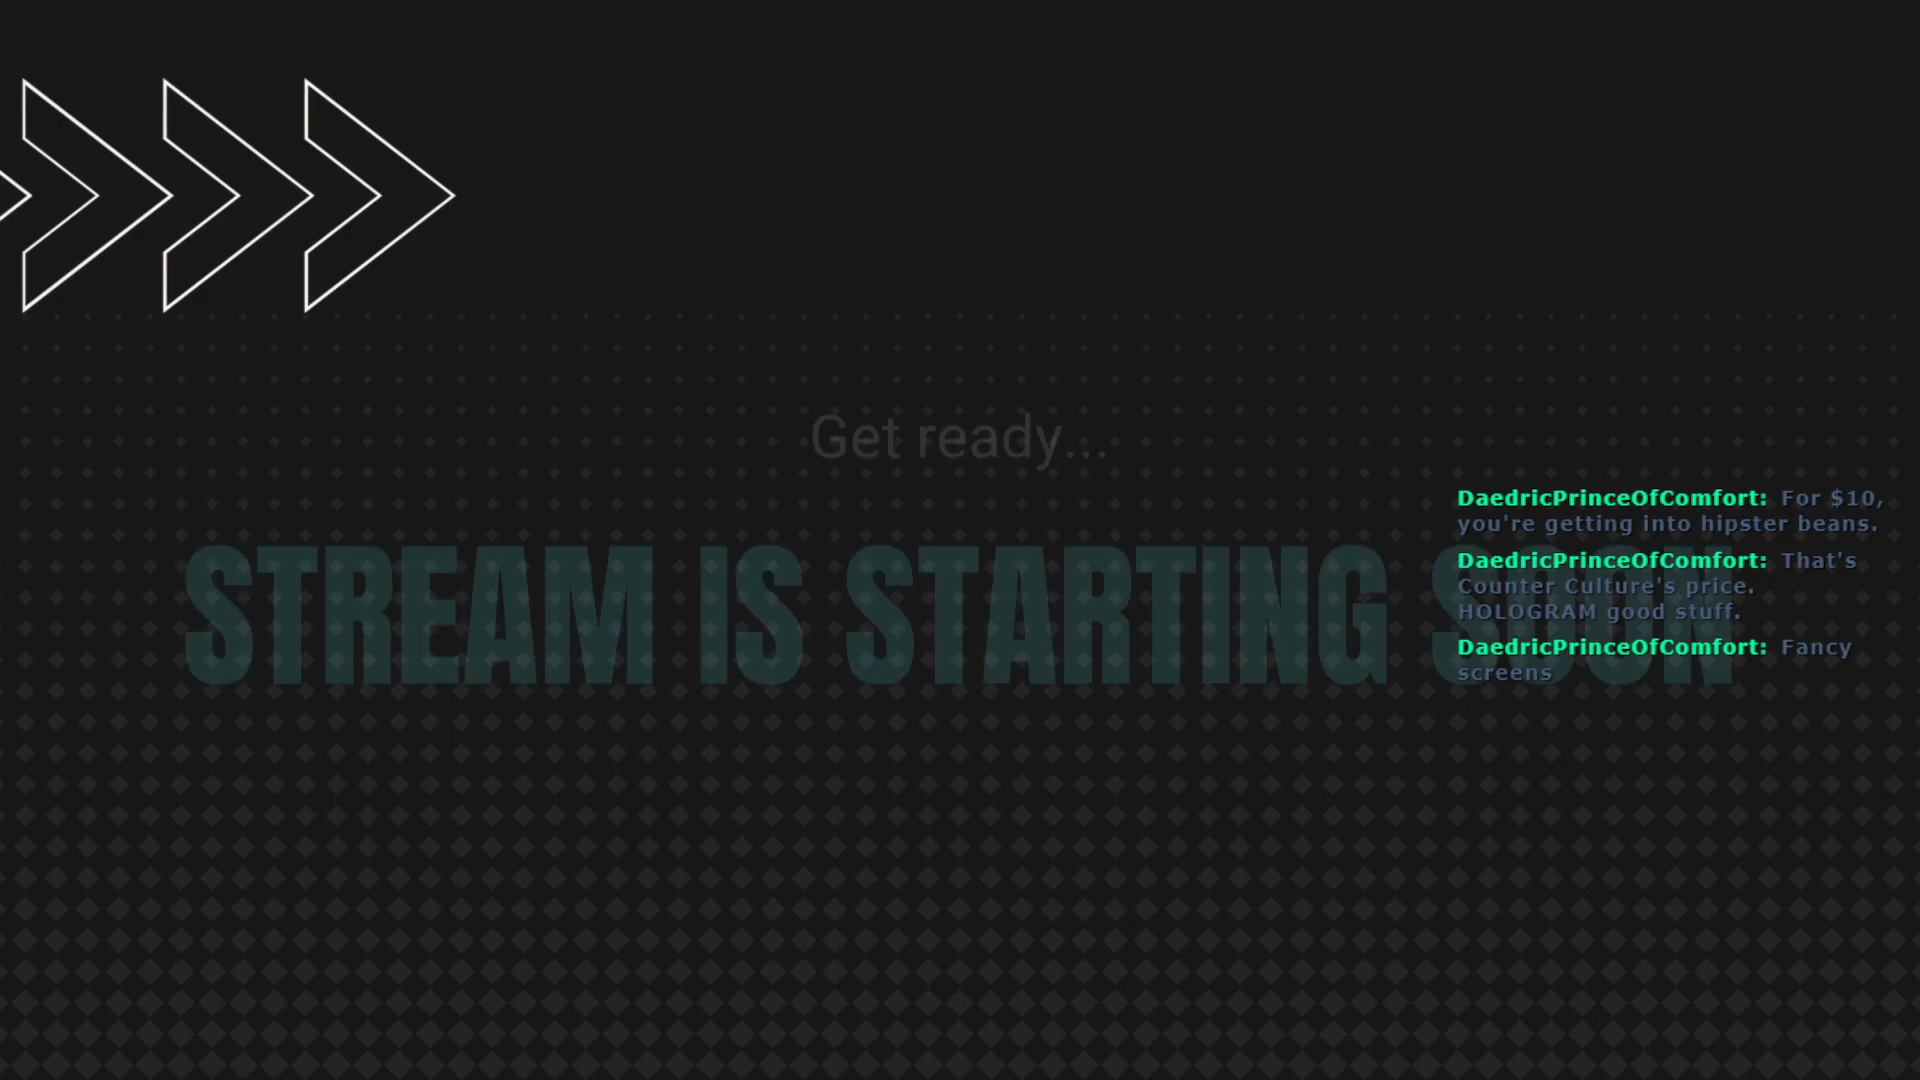 Get ready...
STREAM IS STARTING SOON
DaedricPrinceOfComfort: For $10,
you're getting into hipster beans.
DaedricPrinceOfComfort: That's
Counter Culture's price.
HOLOGRAM good stuff.
DaedricPrinceOfComfort: Fancy
screens